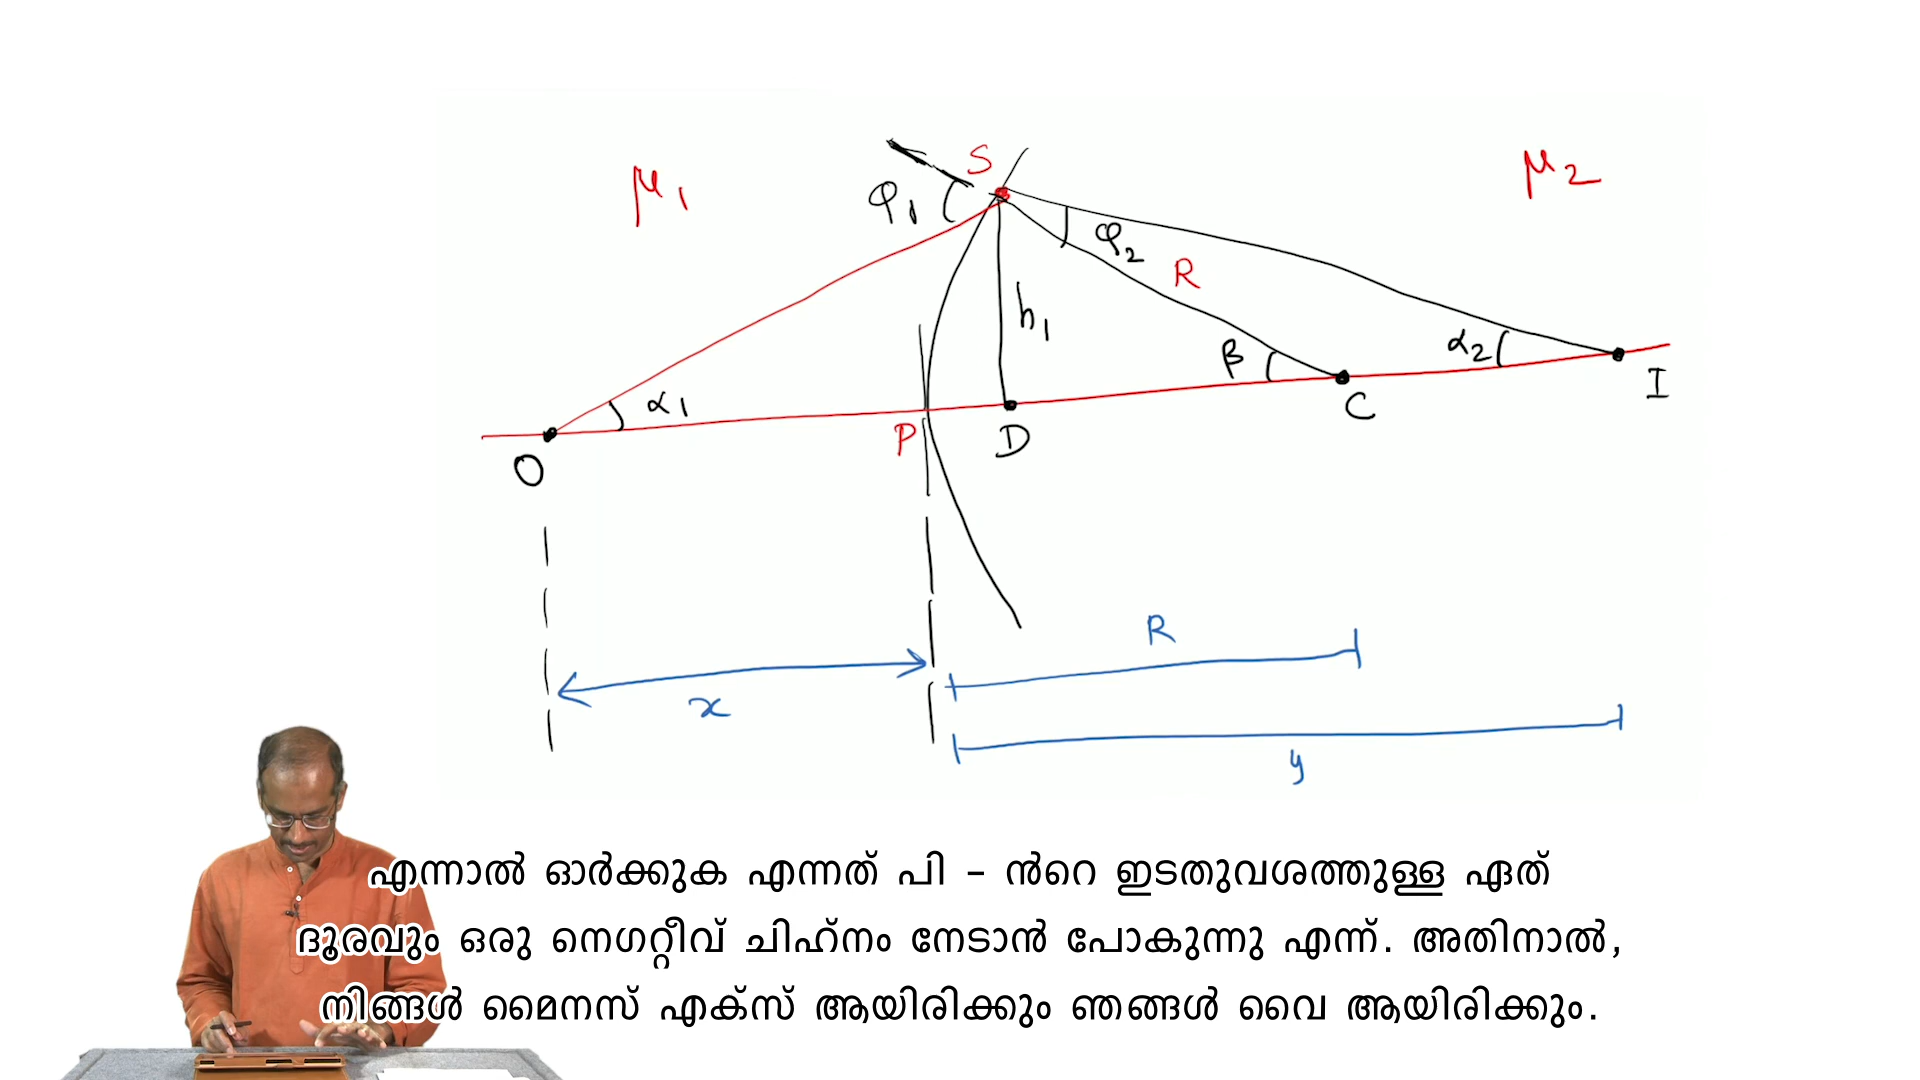 S
μ1
μ2
φ1
φ2
R
h1
β
α2
α1
I
C
P
D
O
R
x
y
എന്നാൽ ഓർക്കുക എന്നത് പി - ൻറെ ഇടതുവശത്തുള്ള ഏത്
ദൂരവും ഒരു നെഗറ്റീവ് ചിഹ്നം നേടാൻ പോകുന്നു എന്ന്. അതിനാൽ,
നിങ്ങൾ മൈനസ് എക്സ് ആയിരിക്കും ഞങ്ങൾ വൈ ആയിരിക്കും.